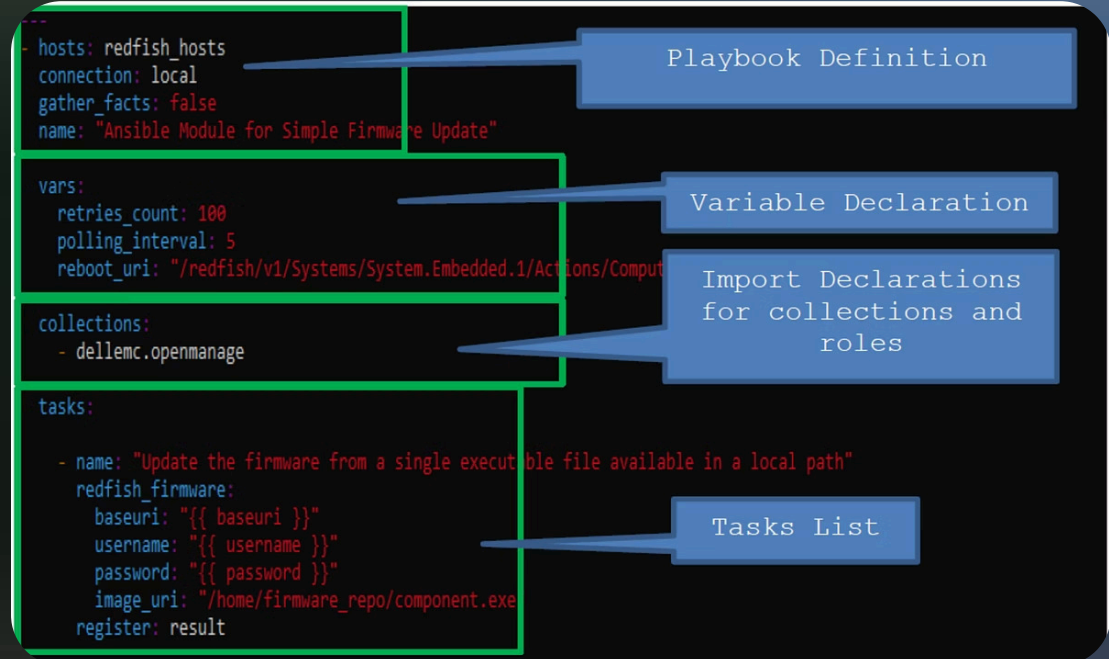 ---
- hosts: redfish_hosts
connection: local
gather_facts: false
name: "Ansible Module for Simple Firmware Update"
Playbook Definition
vars:
retries_count: 100
polling_interval: 5
reboot_uri: "/redfish/v1/Systems/System.Embedded.1/Actions/Comput
Variable Declaration
collections:
- dellemc.openmanage
Import Declarations
for collections and
roles
tasks:
- name: "Update the firmware from a single executable file available in a local path"
redfish_firmware:
baseuri: "{{ baseuri }}"
username: "{{ username }}"
password: "{{ password }}"
image_uri: "/home/firmware_repo/component.exe
register: result
Tasks List